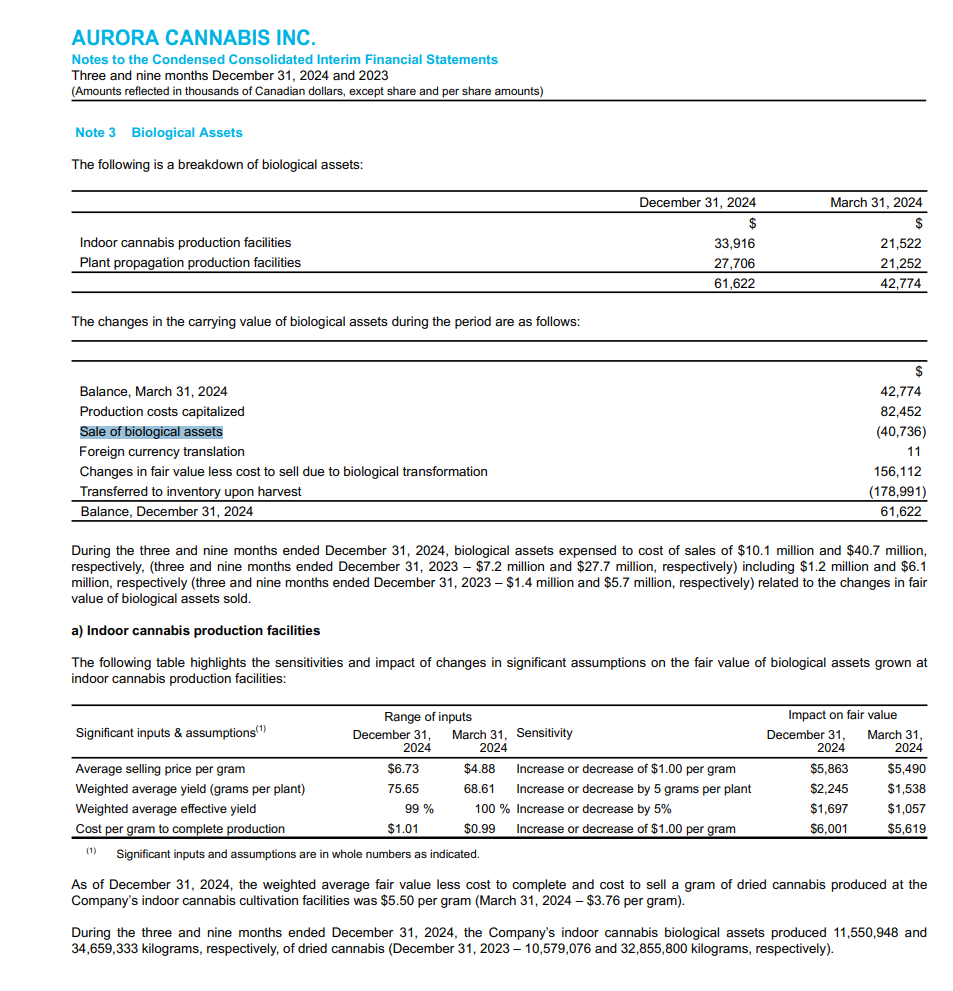 AURORA CANNABIS INC.
Notes to the Condensed Consolidated Interim Financial Statements
Three and nine months December 31, 2024 and 2023
(Amounts reflected in thousands of Canadian dollars, except share and per share amounts)
Note 3 Biological Assets
The following is a breakdown of biological assets:
December 31, 2024 March 31, 2024
$ $
Indoor cannabis production facilities 33,916 21,522
Plant propagation production facilities 27,706 21,252
61,622 42,774
The changes in the carrying value of biological assets during the period are as follows:
$
Balance, March 31, 2024 42,774
Production costs capitalized 82,452
Sale of biological assets (40,736)
Foreign currency translation 11
Changes in fair value less cost to sell due to biological transformation 156,112
Transferred to inventory upon harvest (178,991)
Balance, December 31, 2024 61,622
During the three and nine months ended December 31, 2024, biological assets expensed to cost of sales of $10.1 million and $40.7 million,
respectively, (three and nine months ended December 31, 2023 – $7.2 million and $27.7 million, respectively) including $1.2 million and $6.1
million, respectively (three and nine months ended December 31, 2023 – $1.4 million and $5.7 million, respectively) related to the changes in fair
value of biological assets sold.
a) Indoor cannabis production facilities
The following table highlights the sensitivities and impact of changes in significant assumptions on the fair value of biological assets grown at
indoor cannabis production facilities:
Range of inputs Impact on fair value
Significant inputs & assumptions(1) December 31, March 31, Sensitivity December 31, March 31,
2024 2024 2024 2024
Average selling price per gram $6.73 $4.88 Increase or decrease of $1.00 per gram $5,863 $5,490
Weighted average yield (grams per plant) 75.65 68.61 Increase or decrease by 5 grams per plant $2,245 $1,538
Weighted average effective yield 99 % 100 % Increase or decrease by 5% $1,697 $1,057
Cost per gram to complete production $1.01 $0.99 Increase or decrease of $1.00 per gram $6,001 $5,619
(1) Significant inputs and assumptions are in whole numbers as indicated.
As of December 31, 2024, the weighted average fair value less cost to complete and cost to sell a gram of dried cannabis produced at the
Company's indoor cannabis cultivation facilities was $5.50 per gram (March 31, 2024 – $3.76 per gram).
During the three and nine months ended December 31, 2024, the Company's indoor cannabis biological assets produced 11,550,948 and
34,659,333 kilograms, respectively, of dried cannabis (December 31, 2023 – 10,579,076 and 32,855,800 kilograms, respectively).